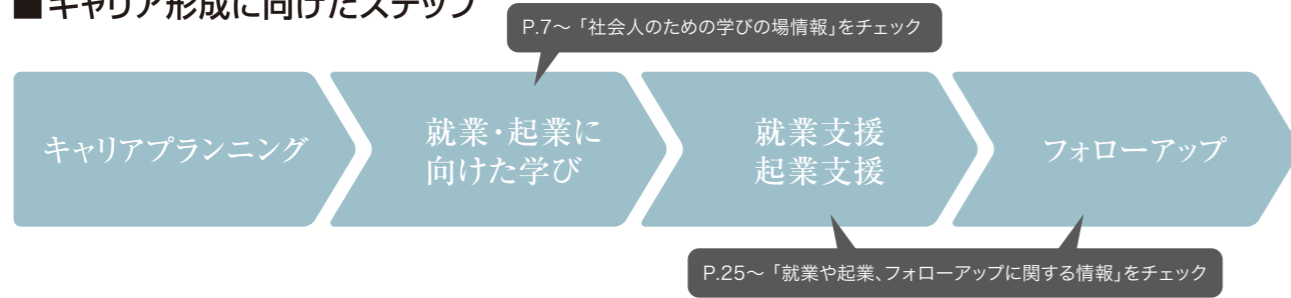 ■キャリア形成に向けたステップ
P.7～「社会人のための学びの場情報」をチェック
キャリアプランニング
就業・起業に
向けた学び
就業支援
起業支援
フォローアップ
P.25～「就業や起業、フォローアップに関する情報」をチェック